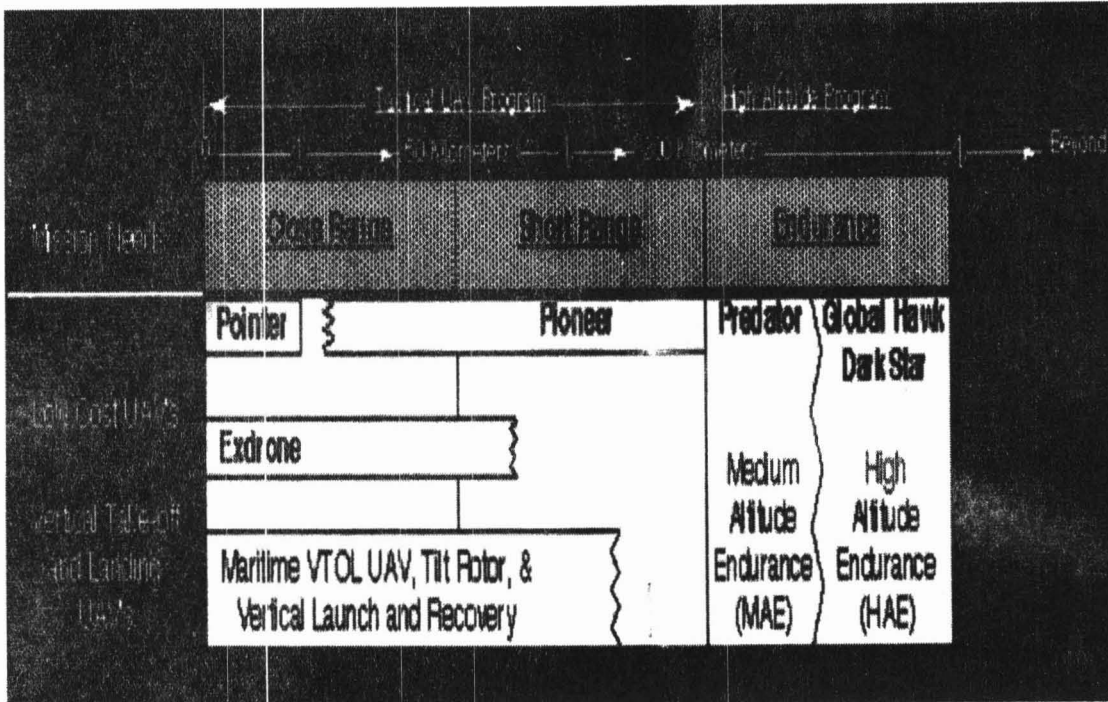 Tactical UAV Program High Altitude Program
50 Kilometers 200 Kilometers Beyond
Close Range Short Range Endurance
Mission Need
Pointer Pioneer Predator Global Hawk
Dark Star
Low Cost UAV's
Exdrone
Medium High
Altitude Altitude
Endurance Endurance
(MAE) (HAE)
Vertical Take-off
and Landing
UAV's
Maritime VTOL UAV, Tilt Rotor, &
Vertical Launch and Recovery